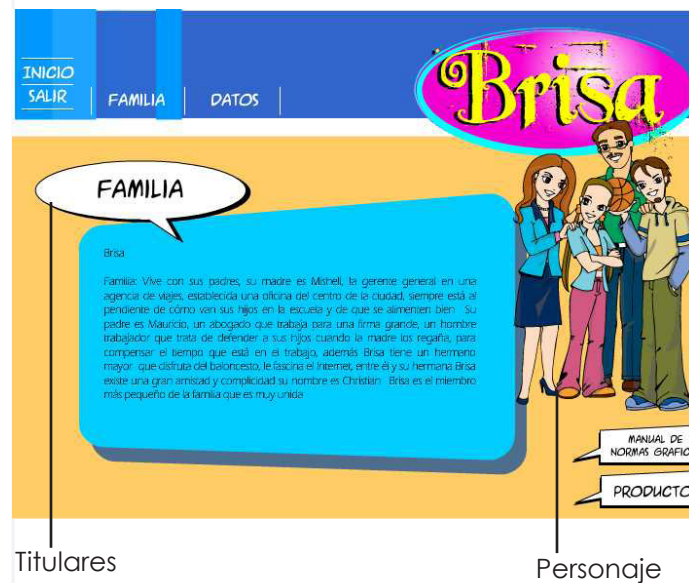 INICIO
SALIR
FAMILIA
DATOS
Brisa
FAMILIA
Brisa
Familia: Vive con sus padres, su madre es Mishell, la gerente general en una
agencia de viajes, establecida una oficina del centro de la ciudad, siempre está al
pendiente de cómo van sus hijos en la escuela y de que se alimenten bien Su
padre es Mauricio, un abogado que trabaja para una firma grande, un hombre
trabajador que trata de defender a sus hijos cuando la madre los regaña, para
compensar el tiempo que está en el trabajo, además Brisa tiene un hermano
mayor que disfruta del baloncesto, le fascina el internet, entre él y su hermana Brisa
existe una gran amistad y complicidad su nombre es Christian Brisa es el miembro
más pequeño de la familia que es muy unida
MANUAL DE
NORMAS GRAFIC
PRODUCTO
Titulares
Personaje